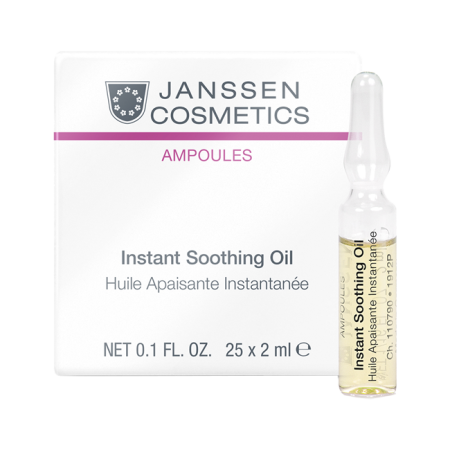 JANSSEN
COSMETICS
AMPOULES
Instant Soothing Oil
Huile Apaisante Instantanée
NET 0.1 FL. OZ. 25 x 2 ml ℮
AMPOULES
Instant Soothing Oil
Huile Apaisante Instantanée
Ch. 110790 • 1912P